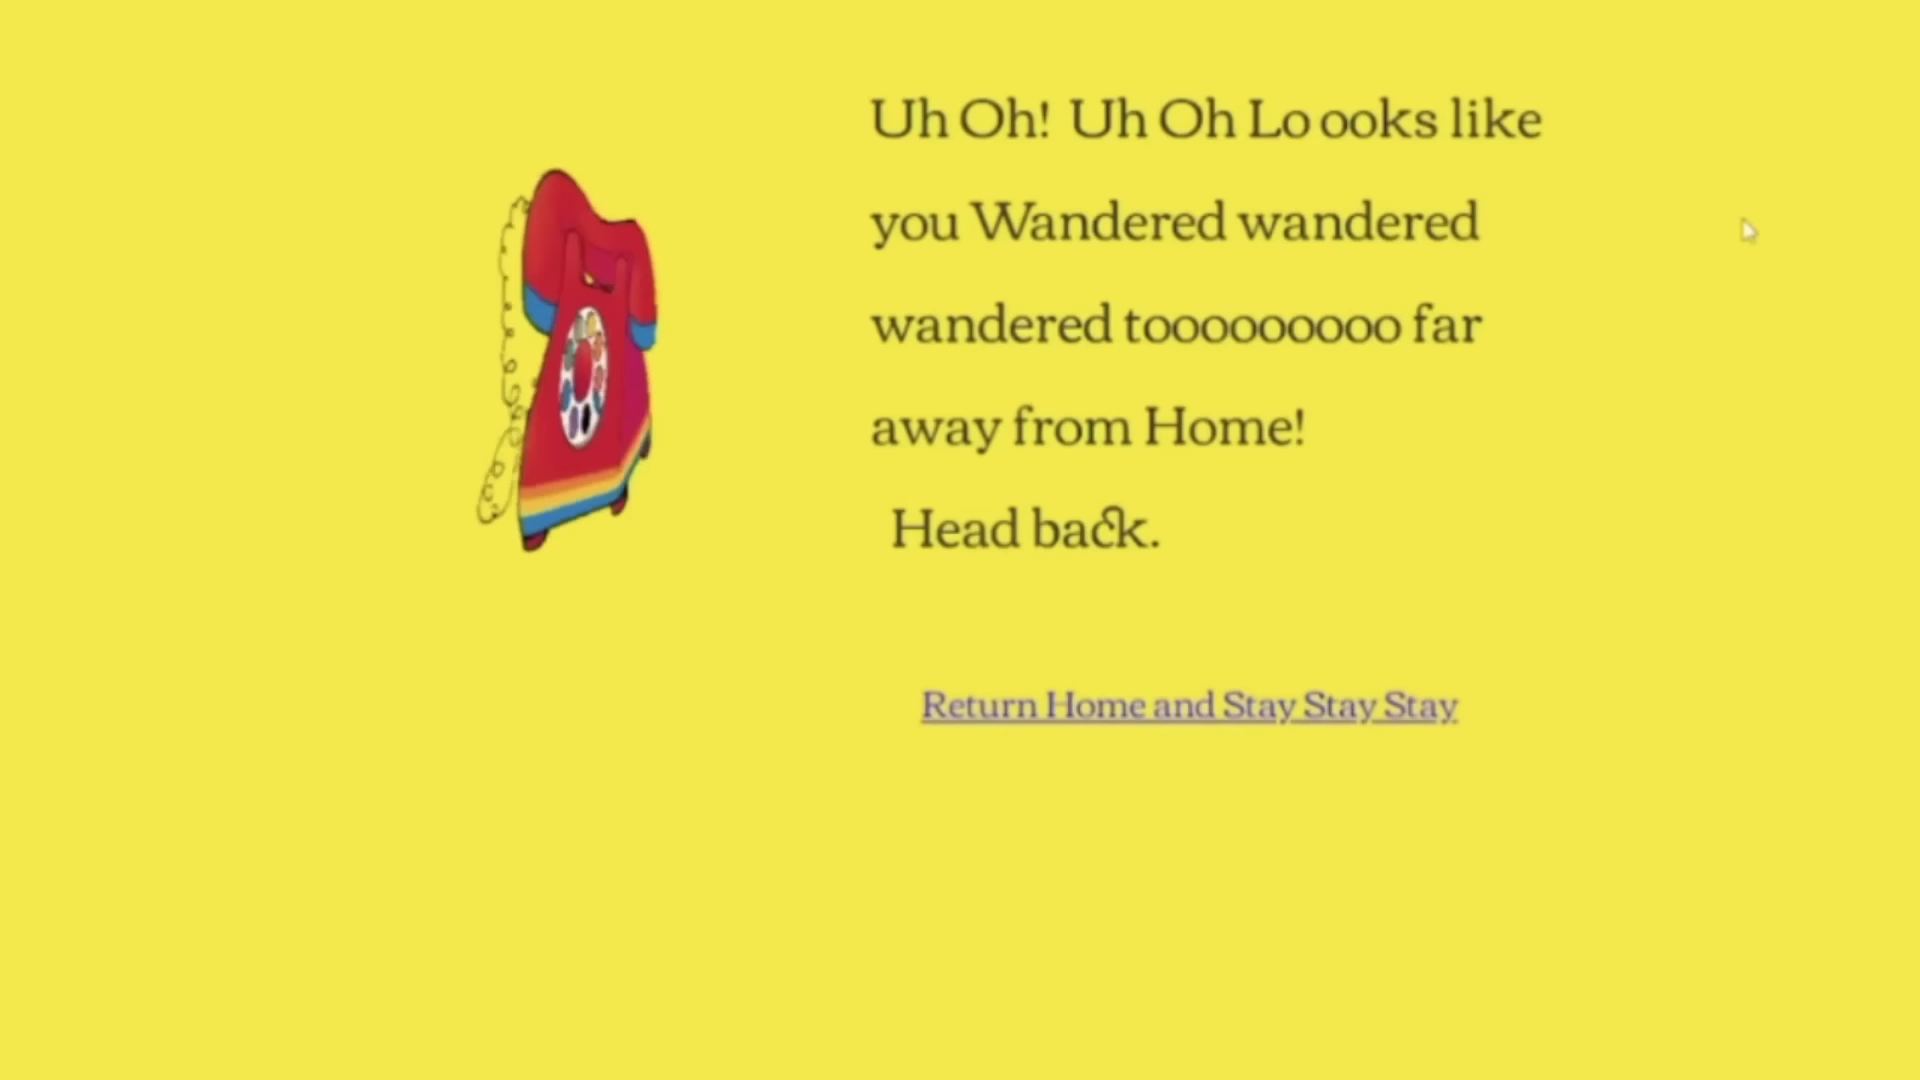 Uh Oh! Uh Oh Lo ooks like
you Wandered wandered
wandered tooooooooo far
away from Home!
Head back.
Return Home and Stay Stay Stay